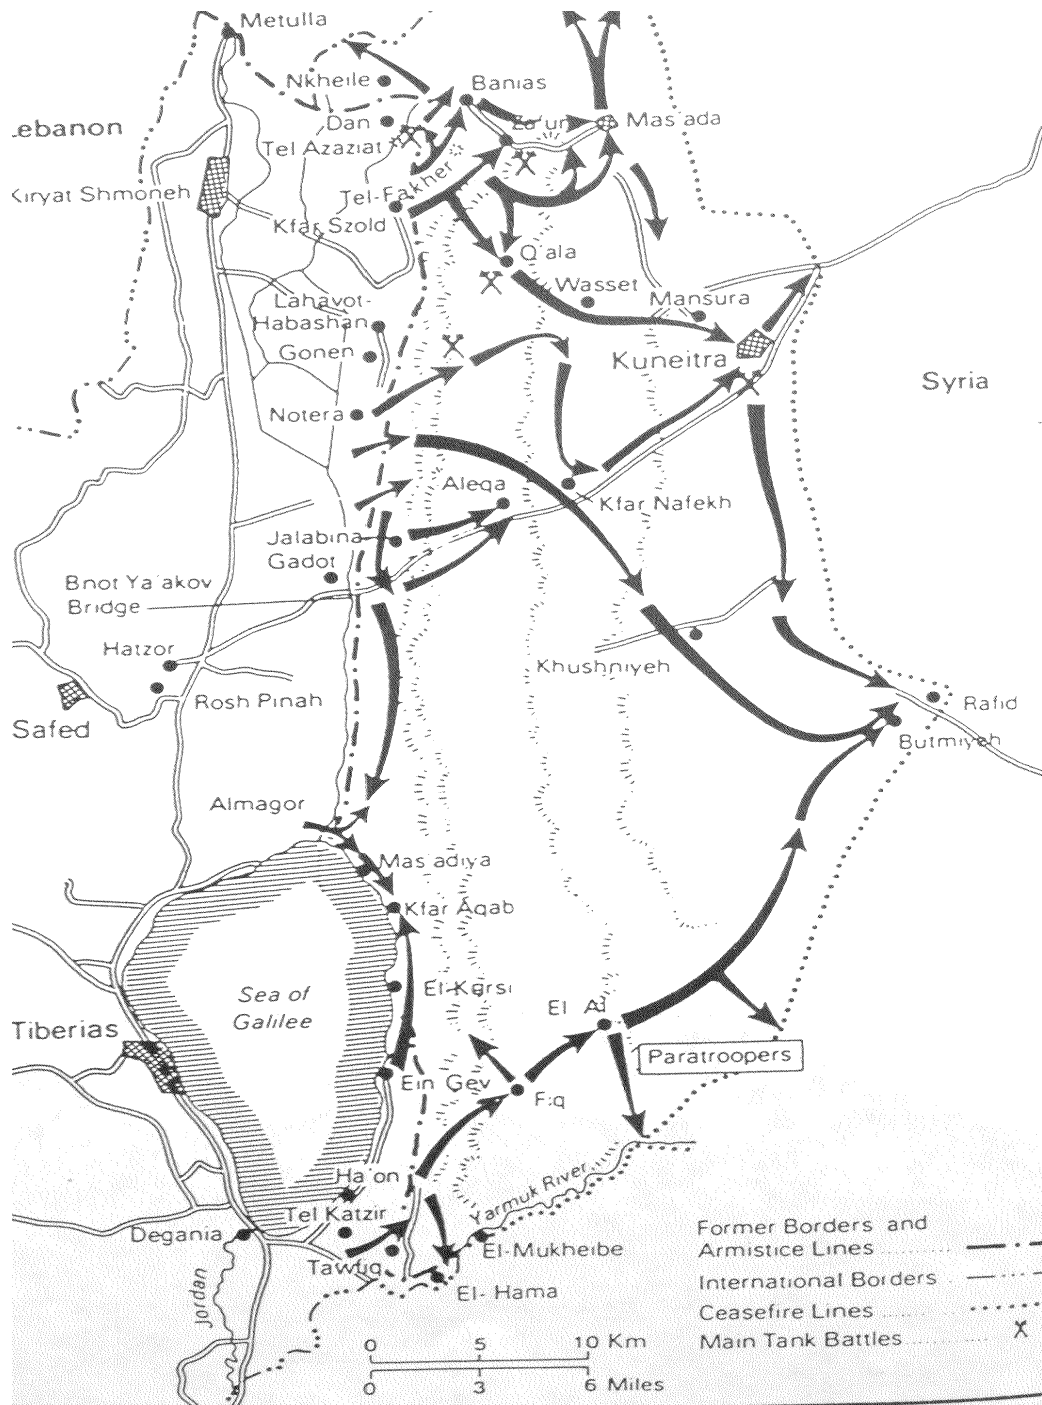 Metulla
Nkheile
Banias
Lebanon
Dan
Za'ura
Mas'ada
Tel Azaziat
Kiryat Shmoneh
Tel-Fakher
Kfar Szold
Q'ala
Wasset
Lahavot-
Habashan
Mansura
Gonen
Kuneitra
Syria
Notera
Aleqa
Kfar Nafekh
Jalabina
Gadot
Bnot Ya'akov
Bridge
Hatzor
Khushniyeh
Rosh Pinah
Rafid
Safed
Butmiyeh
Almagor
Mas'adiya
Kfar Aqab
Sea of
Galilee
El-Kursi
El Al
Tiberias
Paratroopers
Ein Gev
Fiq
Ha'on
Yarmuk River
Tel Katzir
Degania
El-Mukheibe
Tawfiq
El-Hama
Jordan
Former Borders and
Armistice Lines
International Borders
Ceasefire Lines
Main Tank Battles
0 5 10 Km
0 3 6 Miles